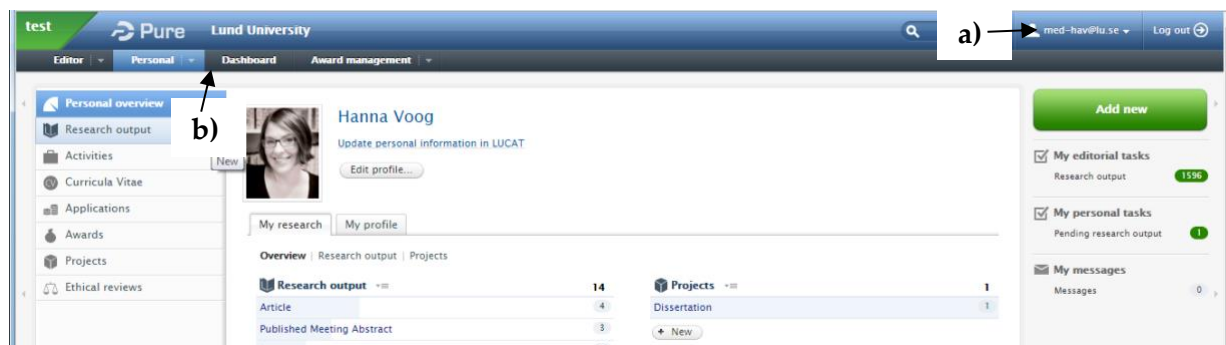 test
Pure
Lund University
a)
med-hav@lu.se
Log out
Editor
Personal
Dashboard
Award management
b)
Personal overview
Research output
Activities
New
Curricula Vitae
Applications
Awards
Projects
Ethical reviews
Hanna Voog
Update personal information in LUCAT
Edit profile...
My research
My profile
Overview | Research output | Projects
Research output 14
Article 4
Published Meeting Abstract 3
Projects 1
Dissertation 1
+ New
Add new
My editorial tasks
Research output 1596
My personal tasks
Pending research output 1
My messages
Messages 0